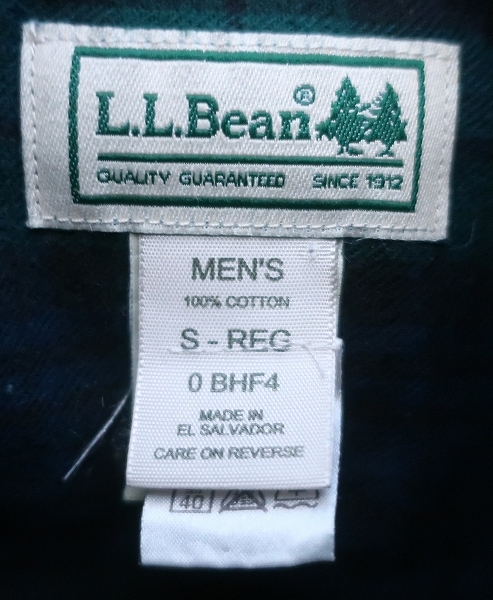 L.L.Bean®
QUALITY GUARANTEED SINCE 1912
MEN'S
100% COTTON
S - REG
0 BHF4
MADE IN
EL SALVADOR
CARE ON REVERSE
40